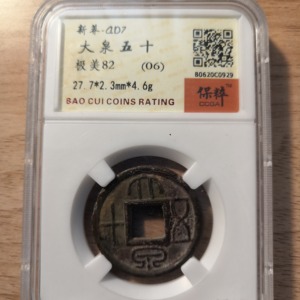 新莽-AD7
大泉五十
极美82 (06)
27.7*2.3mm*4.6g
BAO CUI COINS RATING
80620C0929
保粹
CCGA
大
十 五
泉